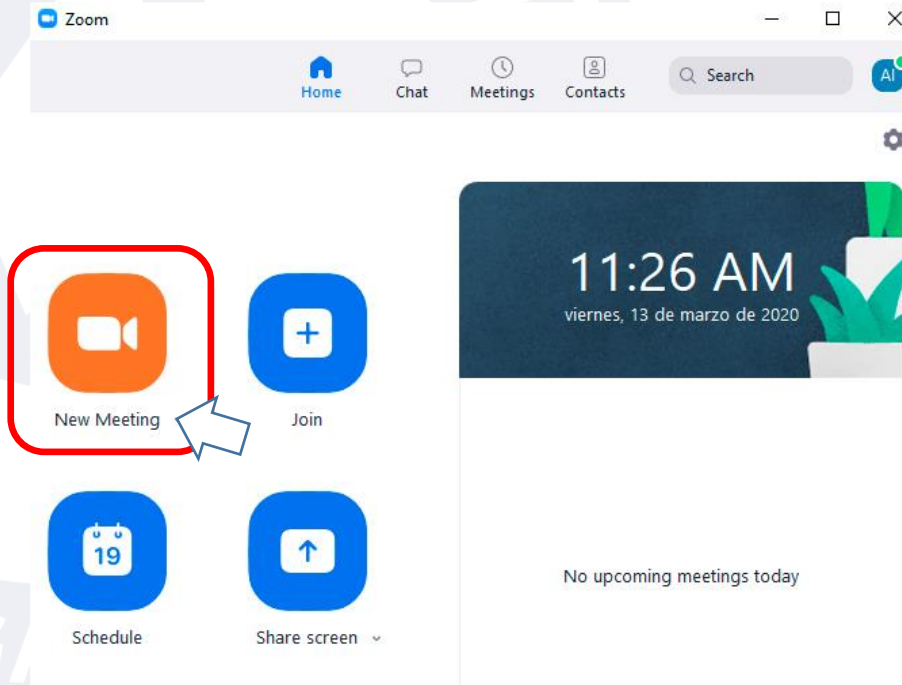 Zoom
Home
Chat
Meetings
Contacts
Search
AI
11:26 AM
viernes, 13 de marzo de 2020
New Meeting
Join
19
Schedule
Share screen
No upcoming meetings today